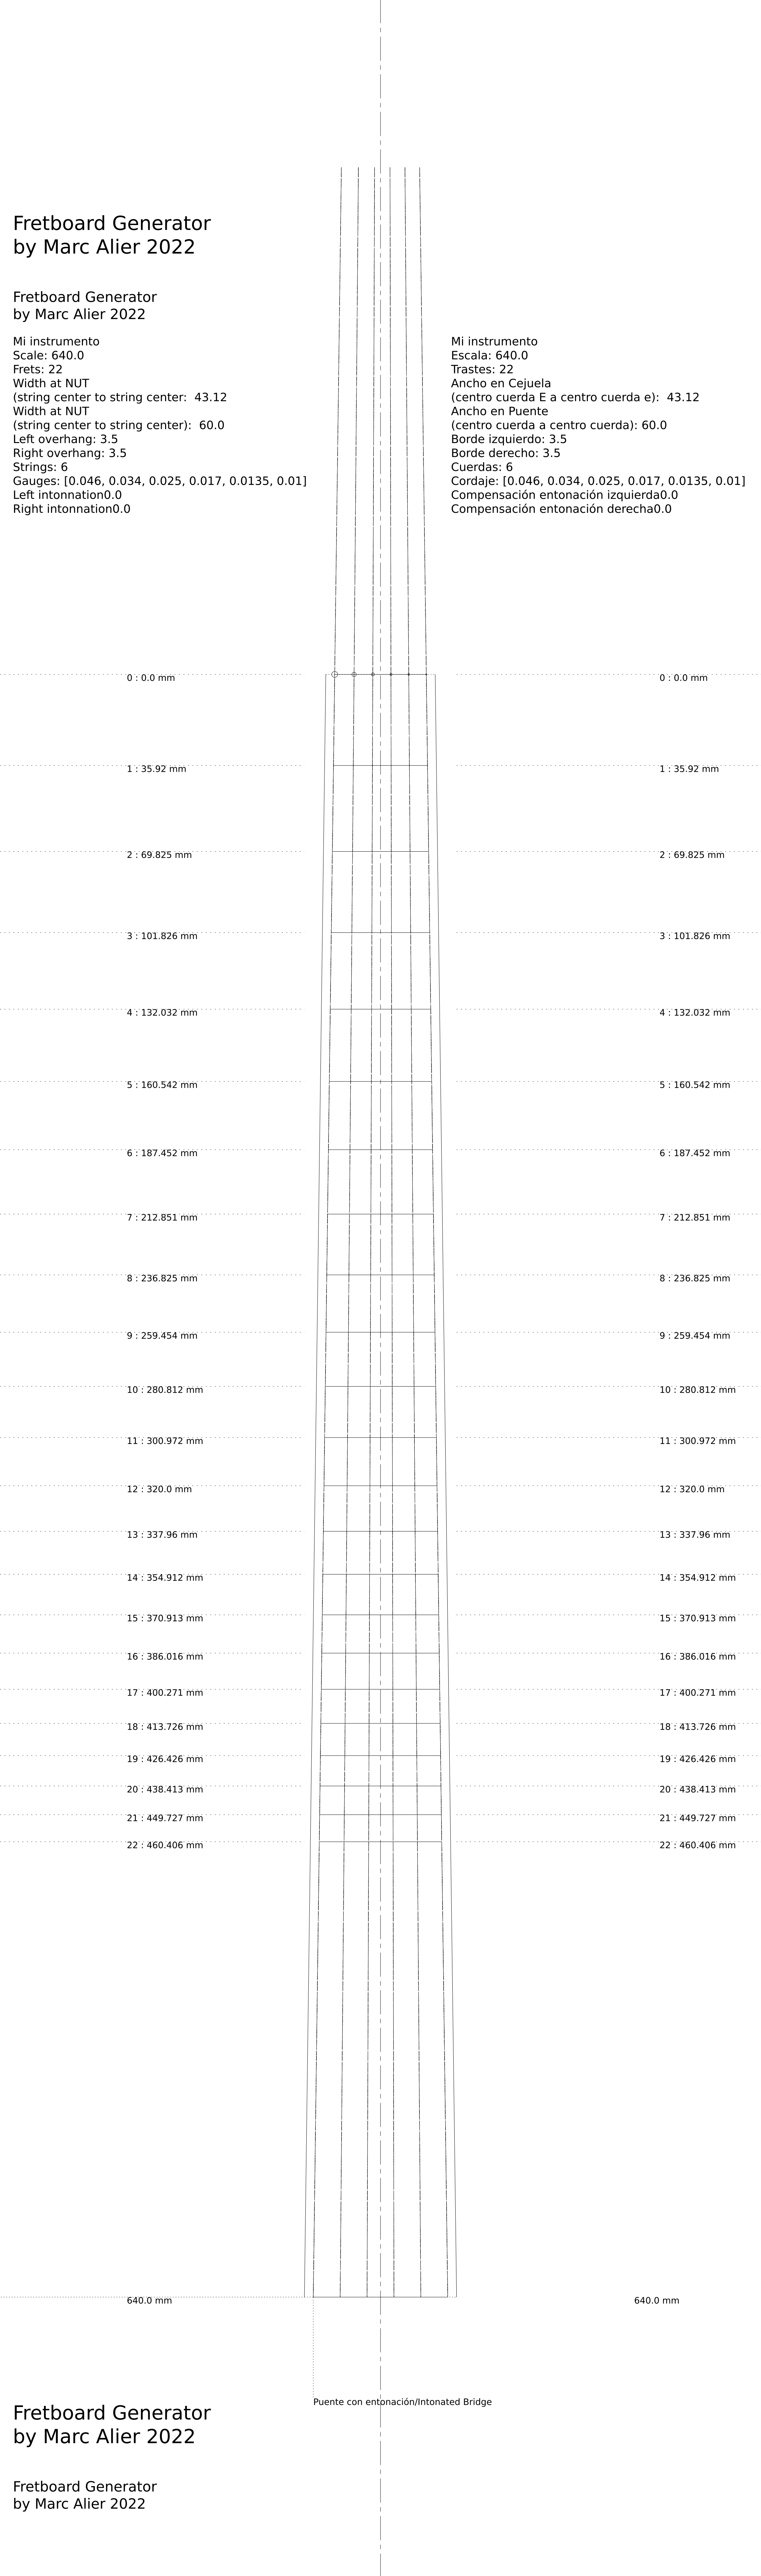 Fretboard Generator
by Marc Alier 2022
Fretboard Generator
by Marc Alier 2022
Mi instrumento
Scale: 640.0
Frets: 22
Width at NUT
(string center to string center:  43.12
Width at NUT
(string center to string center):  60.0
Left overhang: 3.5
Right overhang: 3.5
Strings: 6
Gauges: [0.046, 0.034, 0.025, 0.017, 0.0135, 0.01]
Left intonnation0.0
Right intonnation0.0
Mi instrumento
Escala: 640.0
Trastes: 22
Ancho en Cejuela
(centro cuerda E a centro cuerda e):  43.12
Ancho en Puente
(centro cuerda a centro cuerda): 60.0
Borde izquierdo: 3.5
Borde derecho: 3.5
Cuerdas: 6
Cordaje: [0.046, 0.034, 0.025, 0.017, 0.0135, 0.01]
Compensación entonación izquierda0.0
Compensación entonación derecha0.0
0 : 0.0 mm
0 : 0.0 mm
1 : 35.92 mm
1 : 35.92 mm
2 : 69.825 mm
2 : 69.825 mm
3 : 101.826 mm
3 : 101.826 mm
4 : 132.032 mm
4 : 132.032 mm
5 : 160.542 mm
5 : 160.542 mm
6 : 187.452 mm
6 : 187.452 mm
7 : 212.851 mm
7 : 212.851 mm
8 : 236.825 mm
8 : 236.825 mm
9 : 259.454 mm
9 : 259.454 mm
10 : 280.812 mm
10 : 280.812 mm
11 : 300.972 mm
11 : 300.972 mm
12 : 320.0 mm
12 : 320.0 mm
13 : 337.96 mm
13 : 337.96 mm
14 : 354.912 mm
14 : 354.912 mm
15 : 370.913 mm
15 : 370.913 mm
16 : 386.016 mm
16 : 386.016 mm
17 : 400.271 mm
17 : 400.271 mm
18 : 413.726 mm
18 : 413.726 mm
19 : 426.426 mm
19 : 426.426 mm
20 : 438.413 mm
20 : 438.413 mm
21 : 449.727 mm
21 : 449.727 mm
22 : 460.406 mm
22 : 460.406 mm
640.0 mm
640.0 mm
Puente con entonación/Intonated Bridge
Fretboard Generator
by Marc Alier 2022
Fretboard Generator
by Marc Alier 2022